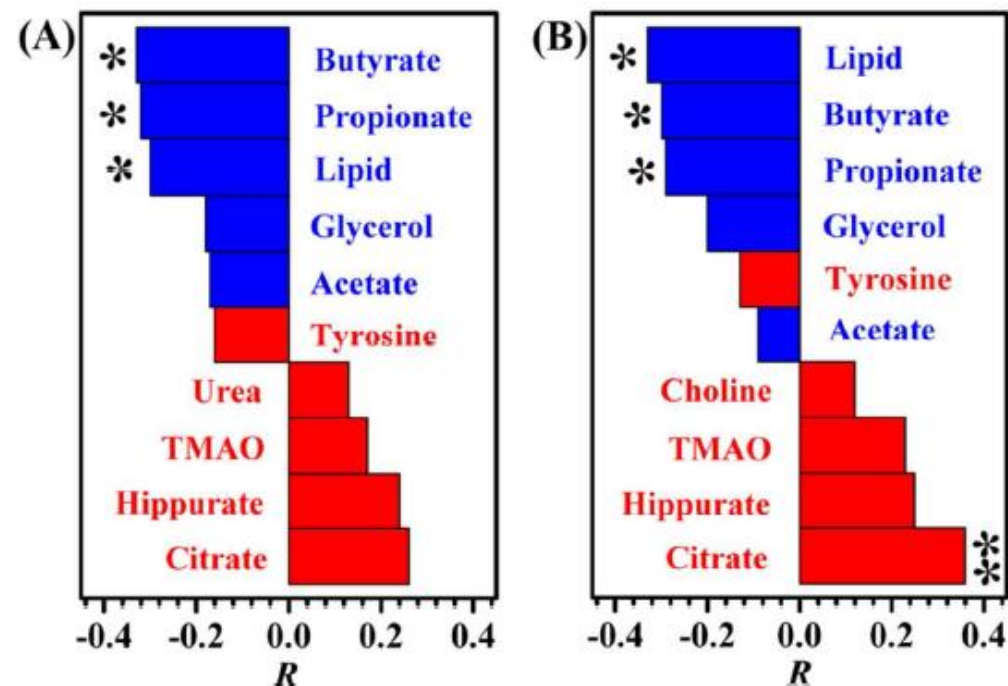 (A)
*
Butyrate
*
Propionate
*
Lipid
Glycerol
Acetate
Tyrosine
Urea
TMAO
Hippurate
Citrate
-0.4 -0.2 0.0 0.2 0.4
R
(B)
*
Lipid
*
Butyrate
*
Propionate
Glycerol
Tyrosine
Acetate
Choline
TMAO
Hippurate
Citrate
**
-0.4 -0.2 0.0 0.2 0.4
R